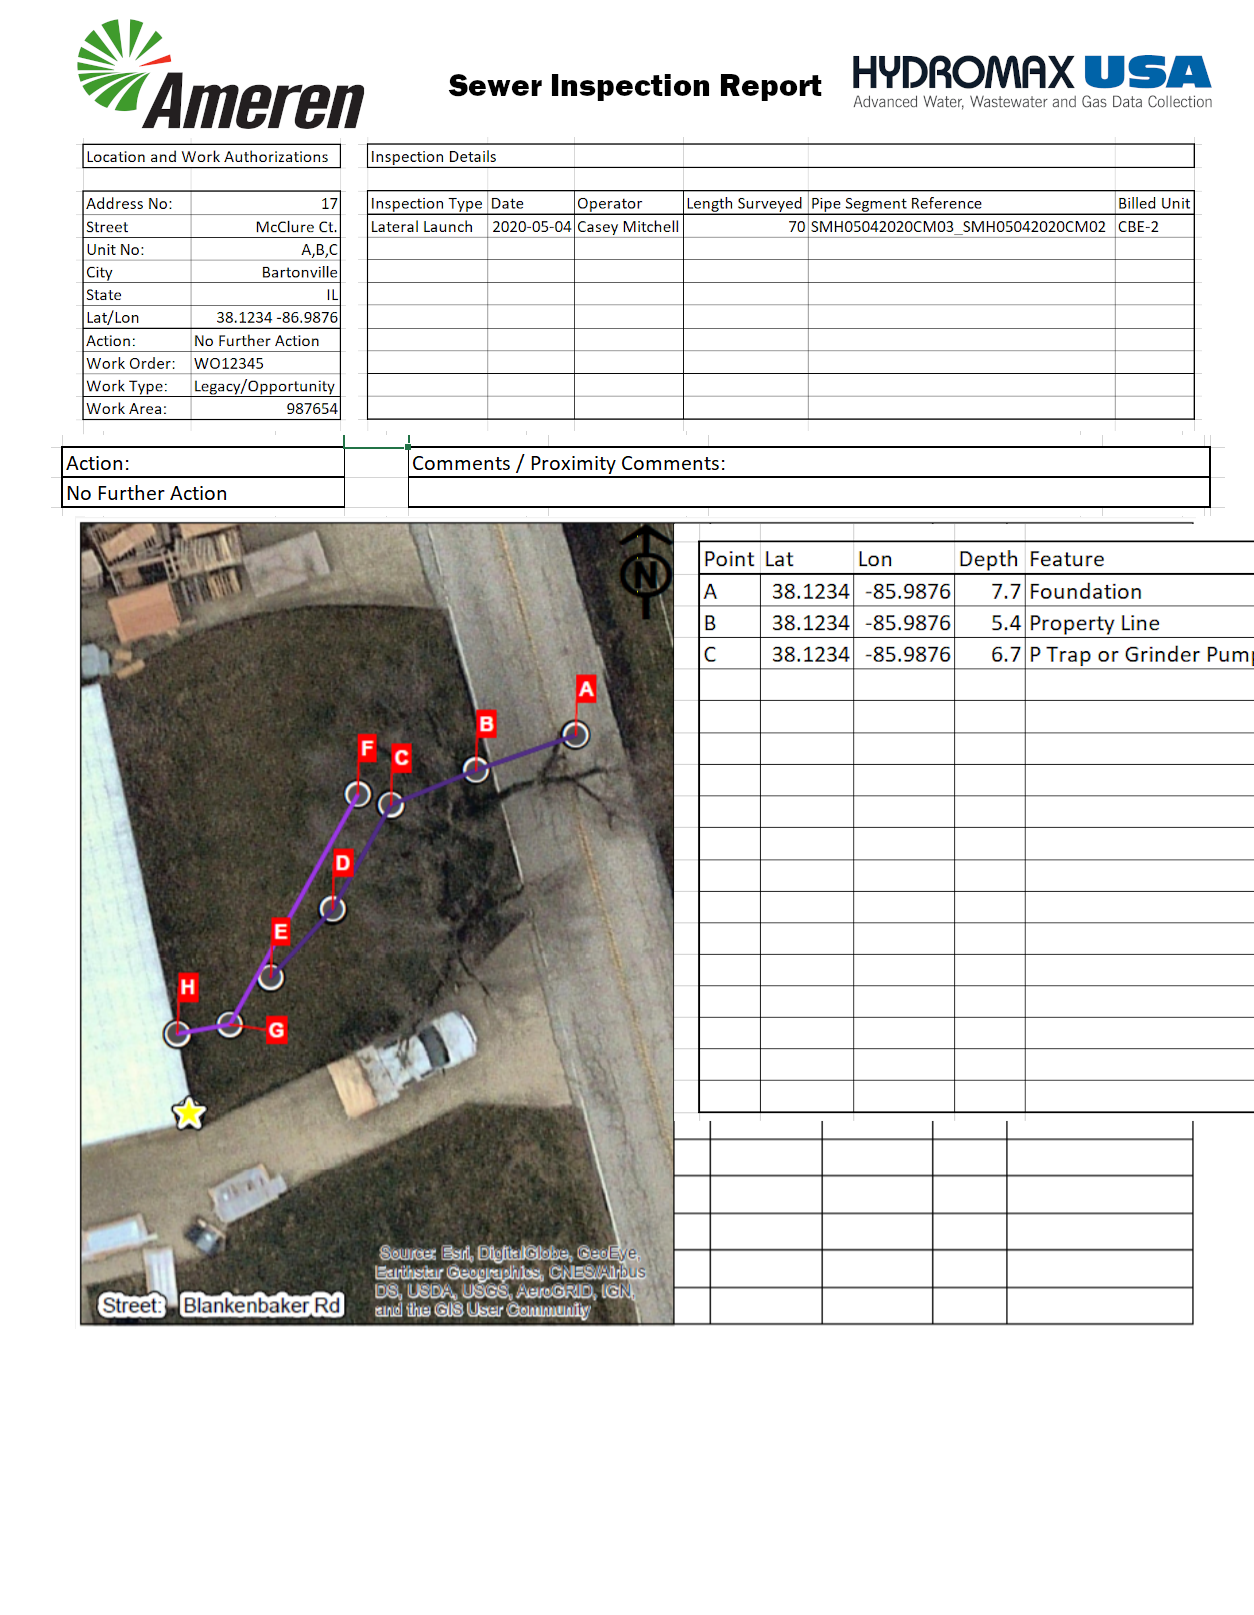 Ameren
Sewer Inspection Report
HYDROMAX USA
Advanced Water, Wastewater and Gas Data Collection
Location and Work Authorizations
Inspection Details
Address No: 17
Street McClure Ct.
Unit No: A,B,C
City Bartonville
State IL
Lat/Lon 38.1234 -86.9876
Action: No Further Action
Work Order: WO12345
Work Type: Legacy/Opportunity
Work Area: 987654
Inspection Type Date Operator Length Surveyed Pipe Segment Reference Billed Unit
Lateral Launch 2020-05-04 Casey Mitchell 70 SMH05042020CM03_SMH05042020CM02 CBE-2
Action:
No Further Action
Comments / Proximity Comments:
N
A
B
F
C
D
E
H
G
Source: Esri, DigitalGlobe, GeoEye,
Earthstar Geographics, CNES/Airbus
DS, USDA, USGS, AeroGRID, IGN,
and the GIS User Community
Street: Blankenbaker Rd
Point Lat Lon Depth Feature
A 38.1234 -85.9876 7.7 Foundation
B 38.1234 -85.9876 5.4 Property Line
C 38.1234 -85.9876 6.7 P Trap or Grinder Pum